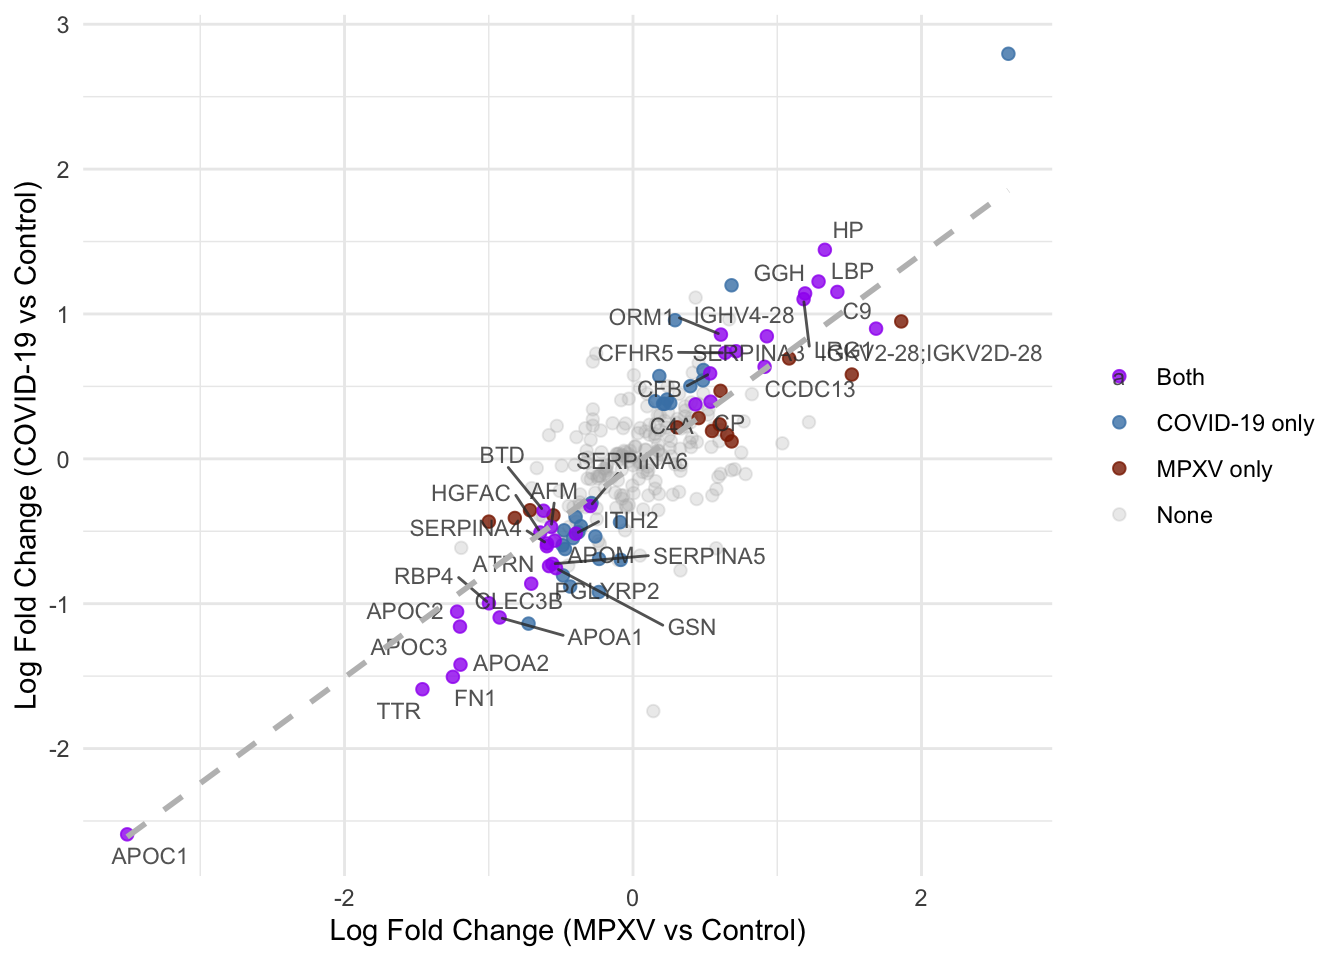 3
2
1
0
-1
-2
Log Fold Change (COVID-19 vs Control)
HP
GGH
LBP
C9
ORM1
IGHV4-28
LRG1
CFHR5
SERPINA3
IGKV2-28;IGKV2D-28
CFB
CCDC13
C4A
CP
BTD
SERPINA6
HGFAC
AFM
SERPINA4
ITIH2
ATRN
APOM
SERPINA5
RBP4
PGLYRP2
CLEC3B
APOC2
GSN
APOA1
APOC3
APOA2
FN1
TTR
APOC1
-2
0
2
Log Fold Change (MPXV vs Control)
a
Both
COVID-19 only
MPXV only
None